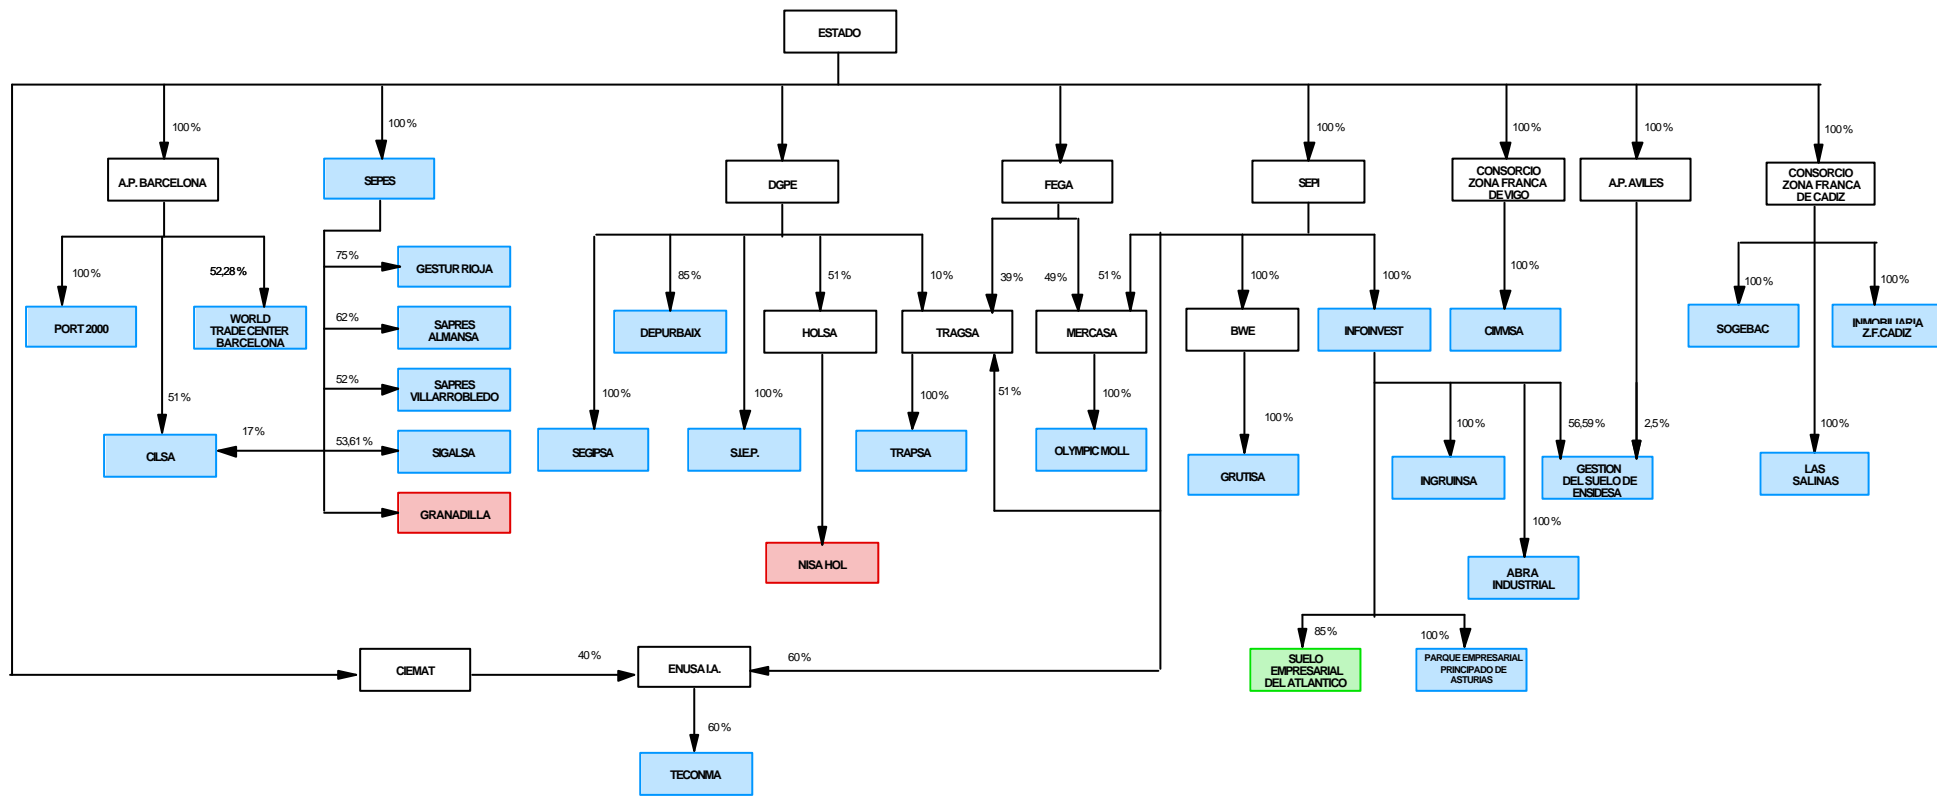 ESTADO
100 %
100 %
100 %
100 %
100 %
100 %
A.P. BARCELONA
SEPES
DGPE
FEGA
SEPI
CONSORCIO
ZONA FRANCA
DE VIGO
A.P. AVILES
CONSORCIO
ZONA FRANCA
DE CADIZ
100 %
52,28 %
75 %
GESTUR RIOJA
85 %
51 %
10 %
39 %
49 %
51 %
100 %
100 %
100 %
100 %
100 %
PORT 2000
WORLD
TRADE CENTER
BARCELONA
62 %
SAPRES
ALMANSA
DEPURBAIX
HOLSA
TRAGSA
MERCASA
BWE
INFOINVEST
CIMVSA
SOGEBAC
INMOBILIARIA
Z.F.CADIZ
52 %
SAPRES
VILLARROBLEDO
51 %
100 %
100 %
100 %
51 %
100 %
100 %
100 %
56,59 %
2,5 %
100 %
17 %
53,61 %
CILSA
SIGALSA
SEGIPSA
S.I.E.P.
TRAPSA
OLYMPIC MOLL
GRUTISA
INGRUINSA
GESTION
DEL SUELO DE
ENSIDESA
LAS
SALINAS
GRANADILLA
100 %
NISA HOL
ABRA
INDUSTRIAL
85 %
100 %
CIEMAT
40 %
ENUSA I.A.
60 %
SUELO
EMPRESARIAL
DEL ATLANTICO
PARQUE EMPRESARIAL
PRINCIPADO DE
ASTURIAS
60 %
TECONMA